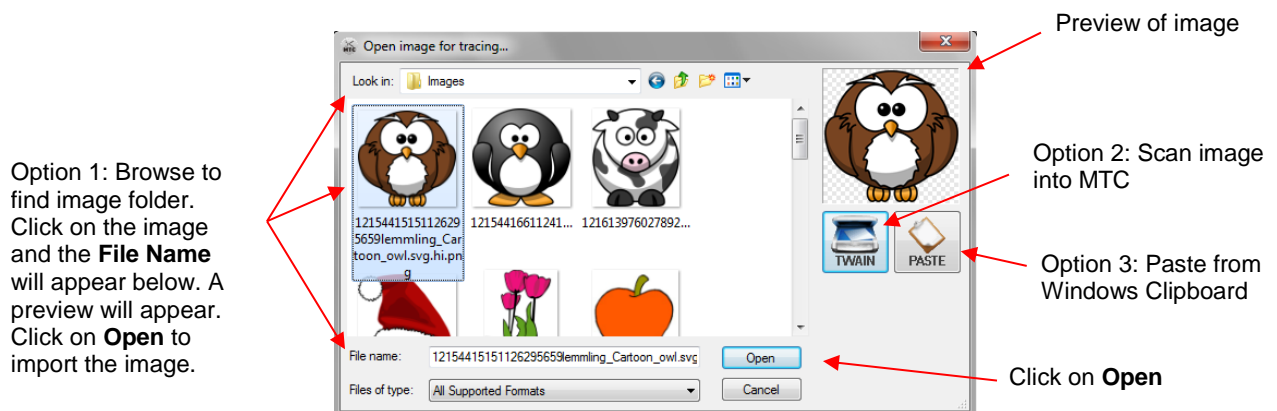 Preview of image
MTC
Open image for tracing...
Look in:
Images
Option 1: Browse to
find image folder.
Click on the image
and the File Name
will appear below. A
preview will appear.
Click on Open to
import the image.
1215441515112629
5659lemmling_Car
toon_owl.svg.hi.pn
g
12154416611241...
121613976027892...
Option 2: Scan image
into MTC
TWAIN
PASTE
Option 3: Paste from
Windows Clipboard
File name:
12154415151126295659lemmling_Cartoon_owl.svg
Open
Files of type:
All Supported Formats
Cancel
Click on Open